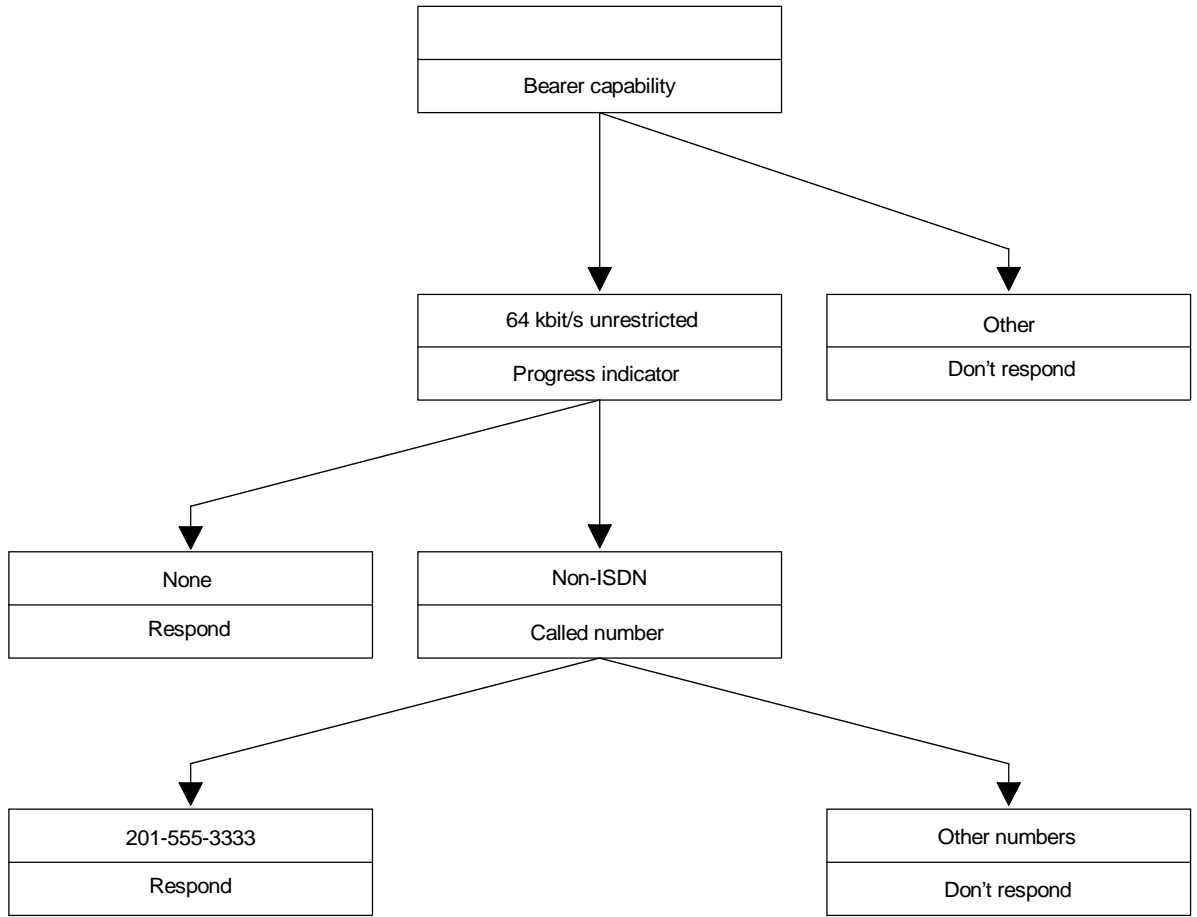 Bearer capability
64 kbit/s unrestricted
Progress indicator
Other
Don't respond
None
Respond
Non-ISDN
Called number
201-555-3333
Respond
Other numbers
Don't respond